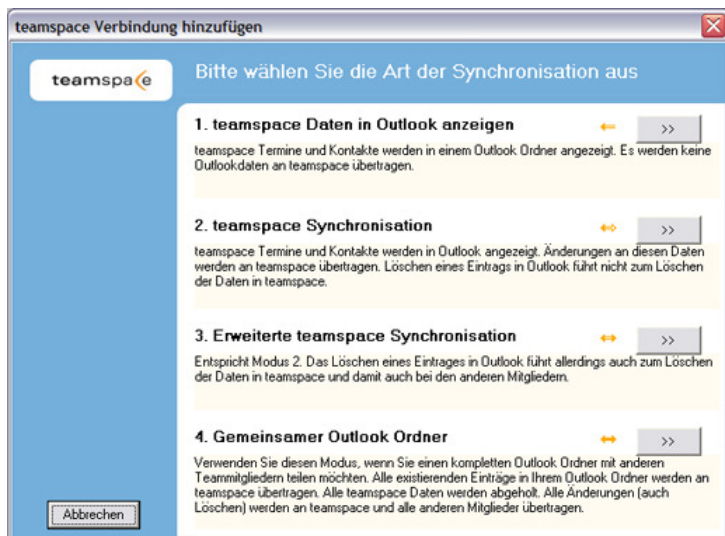 teamspace Verbindung hinzufügen
teamspace
Bitte wählen Sie die Art der Synchronisation aus
1. teamspace Daten in Outlook anzeigen
>>
teamspace Termine und Kontakte werden in einem Outlook Ordner angezeigt. Es werden keine
Outlookdaten an teamspace übertragen.
2. teamspace Synchronisation
>>
teamspace Termine und Kontakte werden in Outlook angezeigt. Änderungen an diesen Daten
werden an teamspace übertragen. Löschen eines Eintrags in Outlook führt nicht zum Löschen
der Daten in teamspace.
3. Erweiterte teamspace Synchronisation
>>
Entspricht Modus 2. Das Löschen eines Eintrages in Outlook führt allerdings auch zum Löschen
der Daten in teamspace und damit auch bei den anderen Mitgliedern.
4. Gemeinsamer Outlook Ordner
>>
Verwenden Sie diesen Modus, wenn Sie einen kompletten Outlook Ordner mit anderen
Teammitgliedern teilen möchten. Alle existierenden Einträge in Ihrem Outlook Ordner werden an
teamspace übertragen. Alle teamspace Daten werden abgeholt. Alle Änderungen (auch
Löschen) werden an teamspace und alle anderen Mitglieder übertragen.
Abbrechen